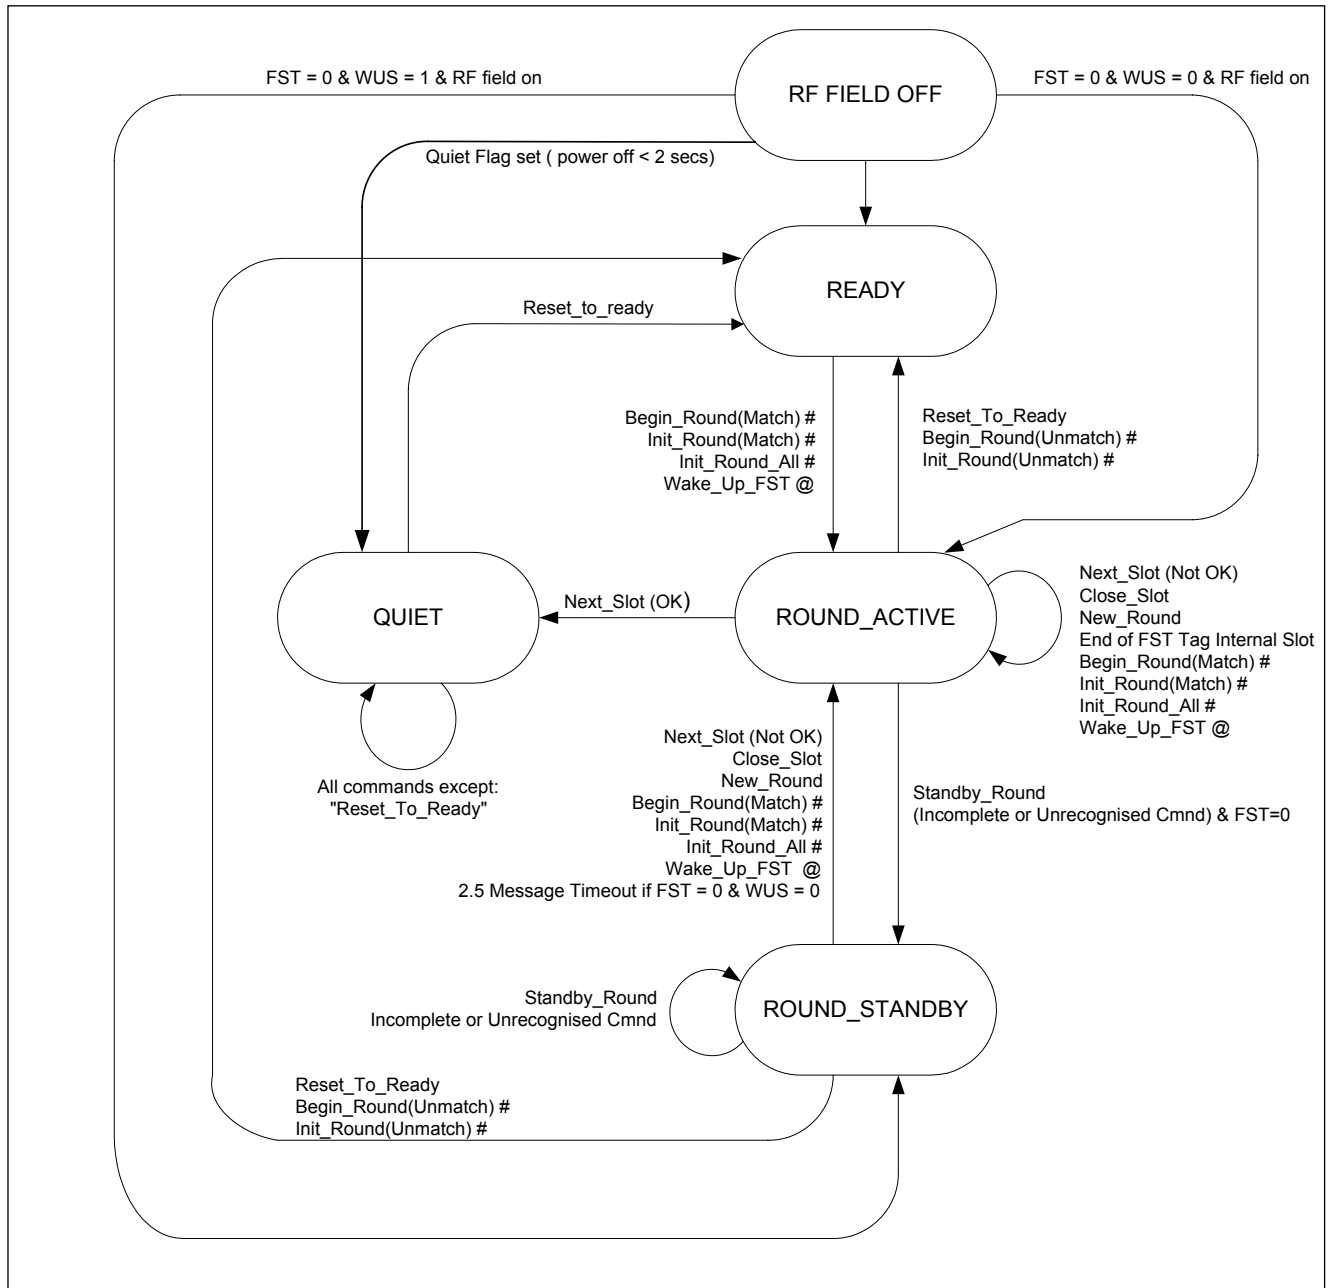 FST = 0 & WUS = 1 & RF field on
RF FIELD OFF
FST = 0 & WUS = 0 & RF field on
Quiet Flag set ( power off < 2 secs)
READY
Reset_to_ready
Begin_Round(Match) #
Init_Round(Match) #
Init_Round_All #
Wake_Up_FST @
Reset_To_Ready
Begin_Round(Unmatch) #
Init_Round(Unmatch) #
QUIET
Next_Slot (OK)
ROUND_ACTIVE
Next_Slot (Not OK)
Close_Slot
New_Round
End of FST Tag Internal Slot
Begin_Round(Match) #
Init_Round(Match) #
Init_Round_All #
Wake_Up_FST @
All commands except:
"Reset_To_Ready"
Next_Slot (Not OK)
Close_Slot
New_Round
Begin_Round(Match) #
Init_Round(Match) #
Init_Round_All #
Wake_Up_FST @
2.5 Message Timeout if FST = 0 & WUS = 0
Standby_Round
(Incomplete or Unrecognised Cmnd) & FST=0
Standby_Round
Incomplete or Unrecognised Cmnd
ROUND_STANDBY
Reset_To_Ready
Begin_Round(Unmatch) #
Init_Round(Unmatch) #